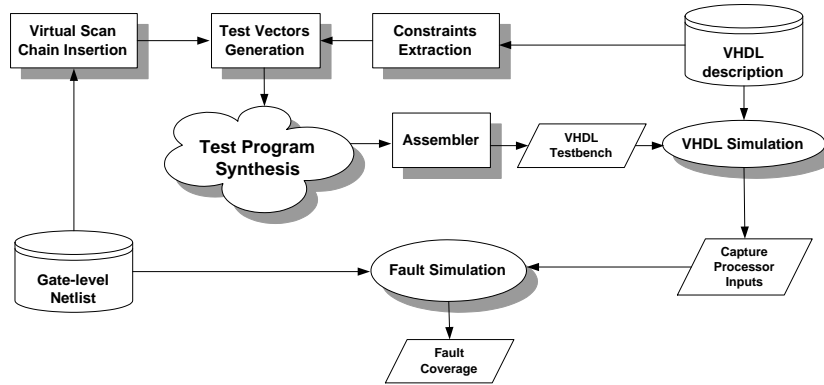 Virtual Scan
Chain Insertion
Test Vectors
Generation
Constraints
Extraction
VHDL
description
Test Program
Synthesis
Assembler
VHDL
Testbench
VHDL Simulation
Gate-level
Netlist
Fault Simulation
Capture
Processor
Inputs
Fault
Coverage